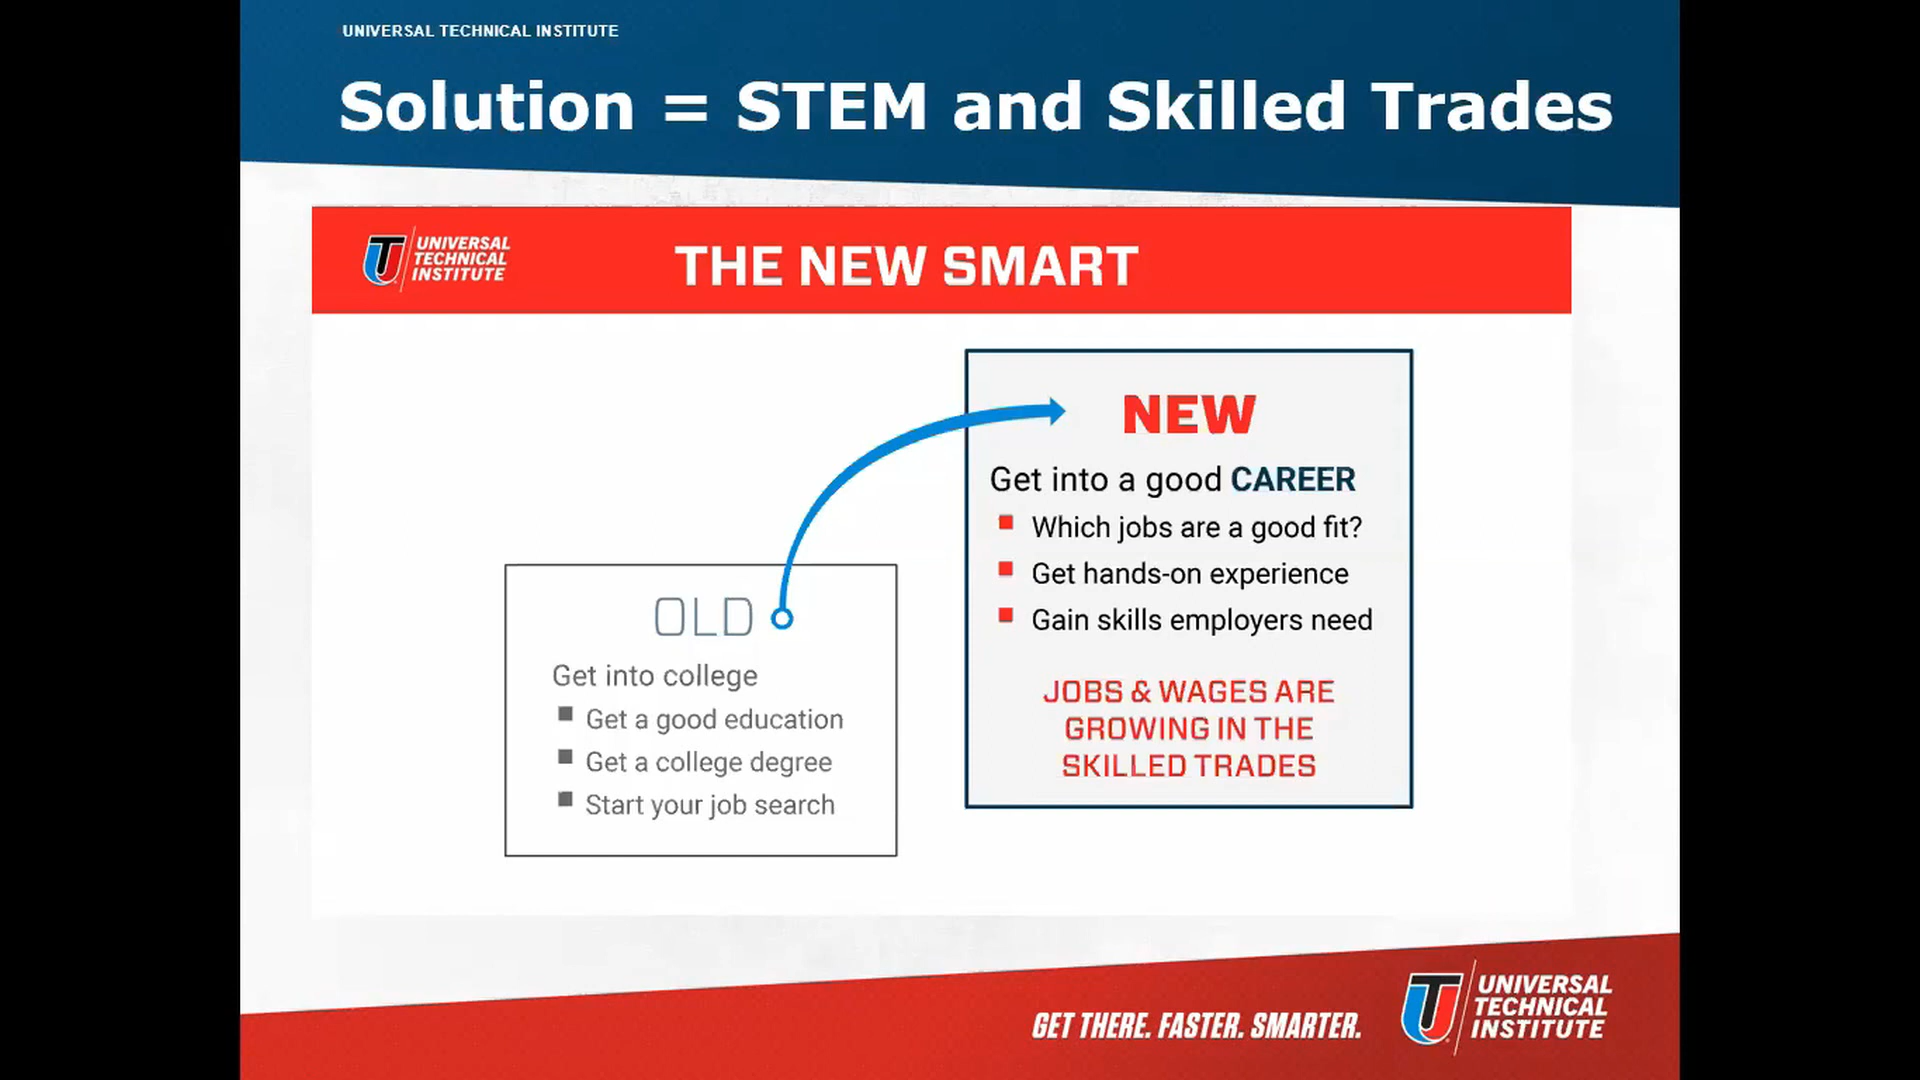 UNIVERSAL TECHNICAL INSTITUTE
Solution = STEM and Skilled Trades
UNIVERSAL
TECHNICAL
INSTITUTE
THE NEW SMART
NEW
Get into a good CAREER
Which jobs are a good fit?
Get hands-on experience
Gain skills employers need
JOBS & WAGES ARE
GROWING IN THE
SKILLED TRADES
OLD
Get into college
Get a good education
Get a college degree
Start your job search
GET THERE. FASTER. SMARTER.
UNIVERSAL
TECHNICAL
INSTITUTE